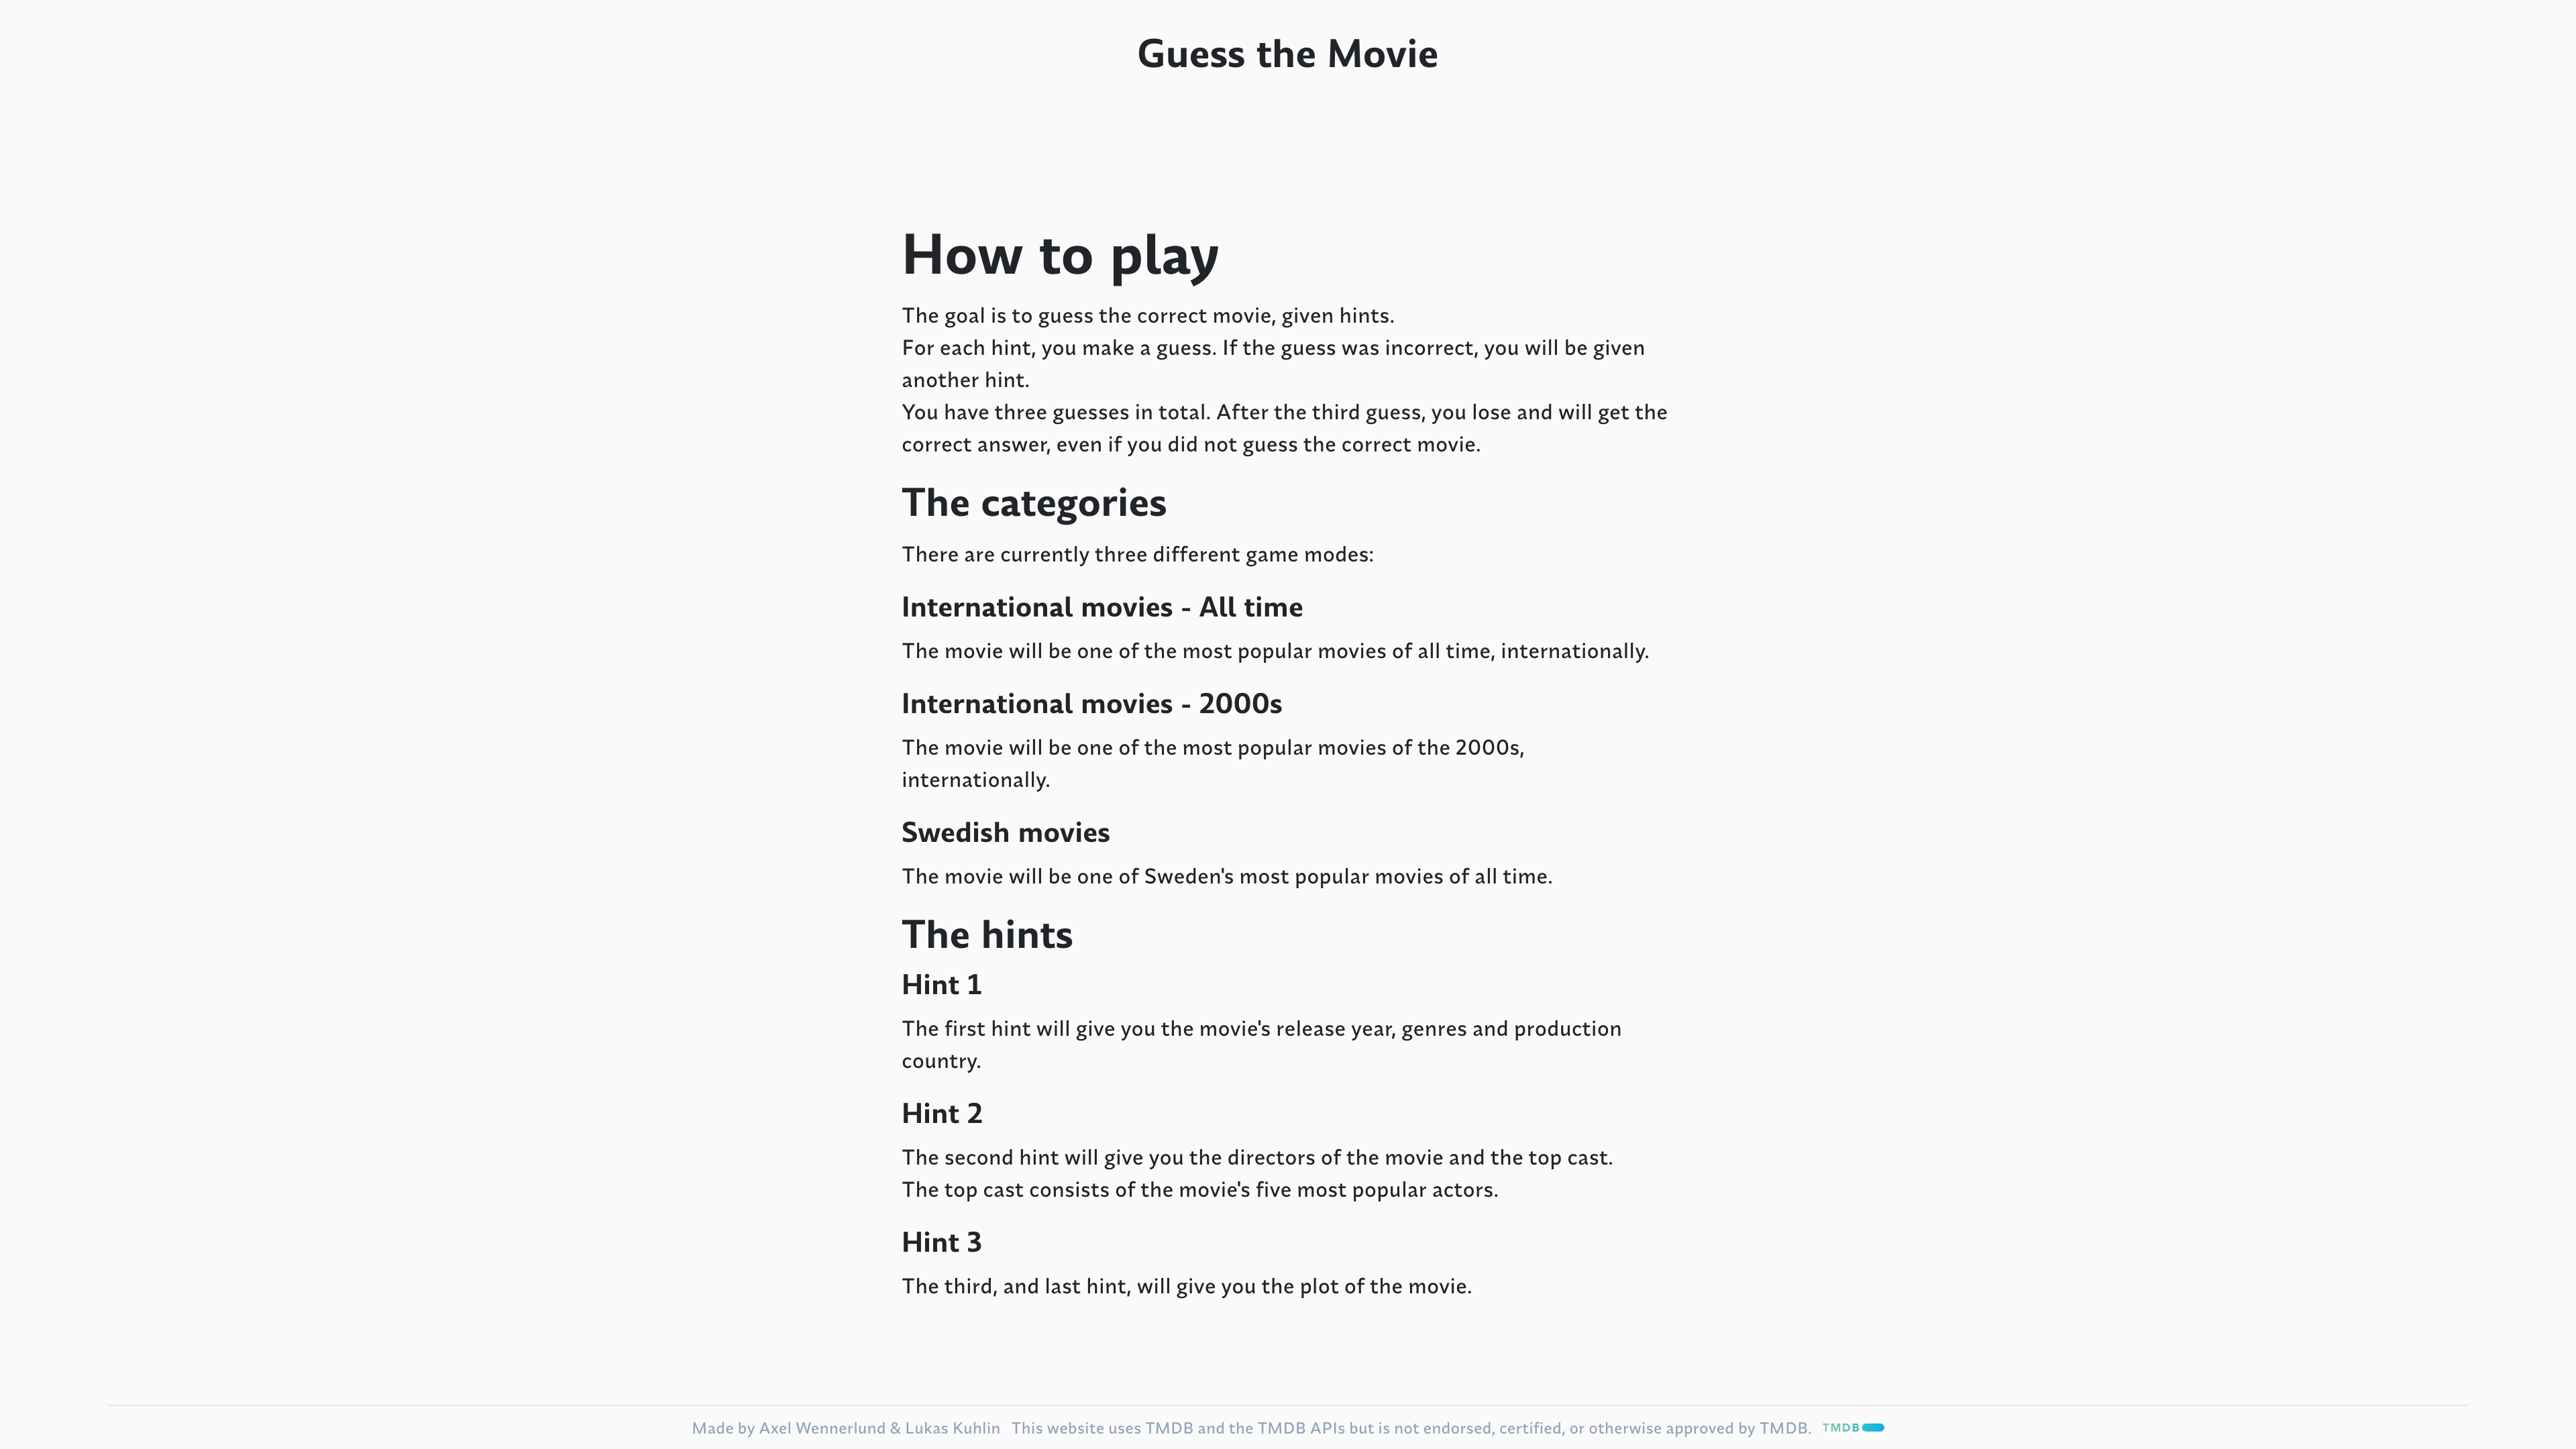 Guess the Movie
How to play
The goal is to guess the correct movie, given hints.
For each hint, you make a guess. If the guess was incorrect, you will be given
another hint.
You have three guesses in total. After the third guess, you lose and will get the
correct answer, even if you did not guess the correct movie.
The categories
There are currently three different game modes:
International movies - All time
The movie will be one of the most popular movies of all time, internationally.
International movies - 2000s
The movie will be one of the most popular movies of the 2000s,
internationally.
Swedish movies
The movie will be one of Sweden's most popular movies of all time.
The hints
Hint 1
The first hint will give you the movie's release year, genres and production
country.
Hint 2
The second hint will give you the directors of the movie and the top cast.
The top cast consists of the movie's five most popular actors.
Hint 3
The third, and last hint, will give you the plot of the movie.
Made by Axel Wennerlund & Lukas Kuhlin This website uses TMDB and the TMDB APIs but is not endorsed, certified, or otherwise approved by TMDB. TMDB